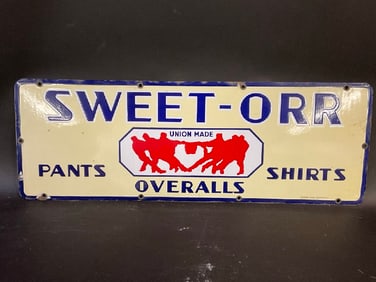 SWEET-ORR
UNION MADE
PANTS
SHIRTS
OVERALLS